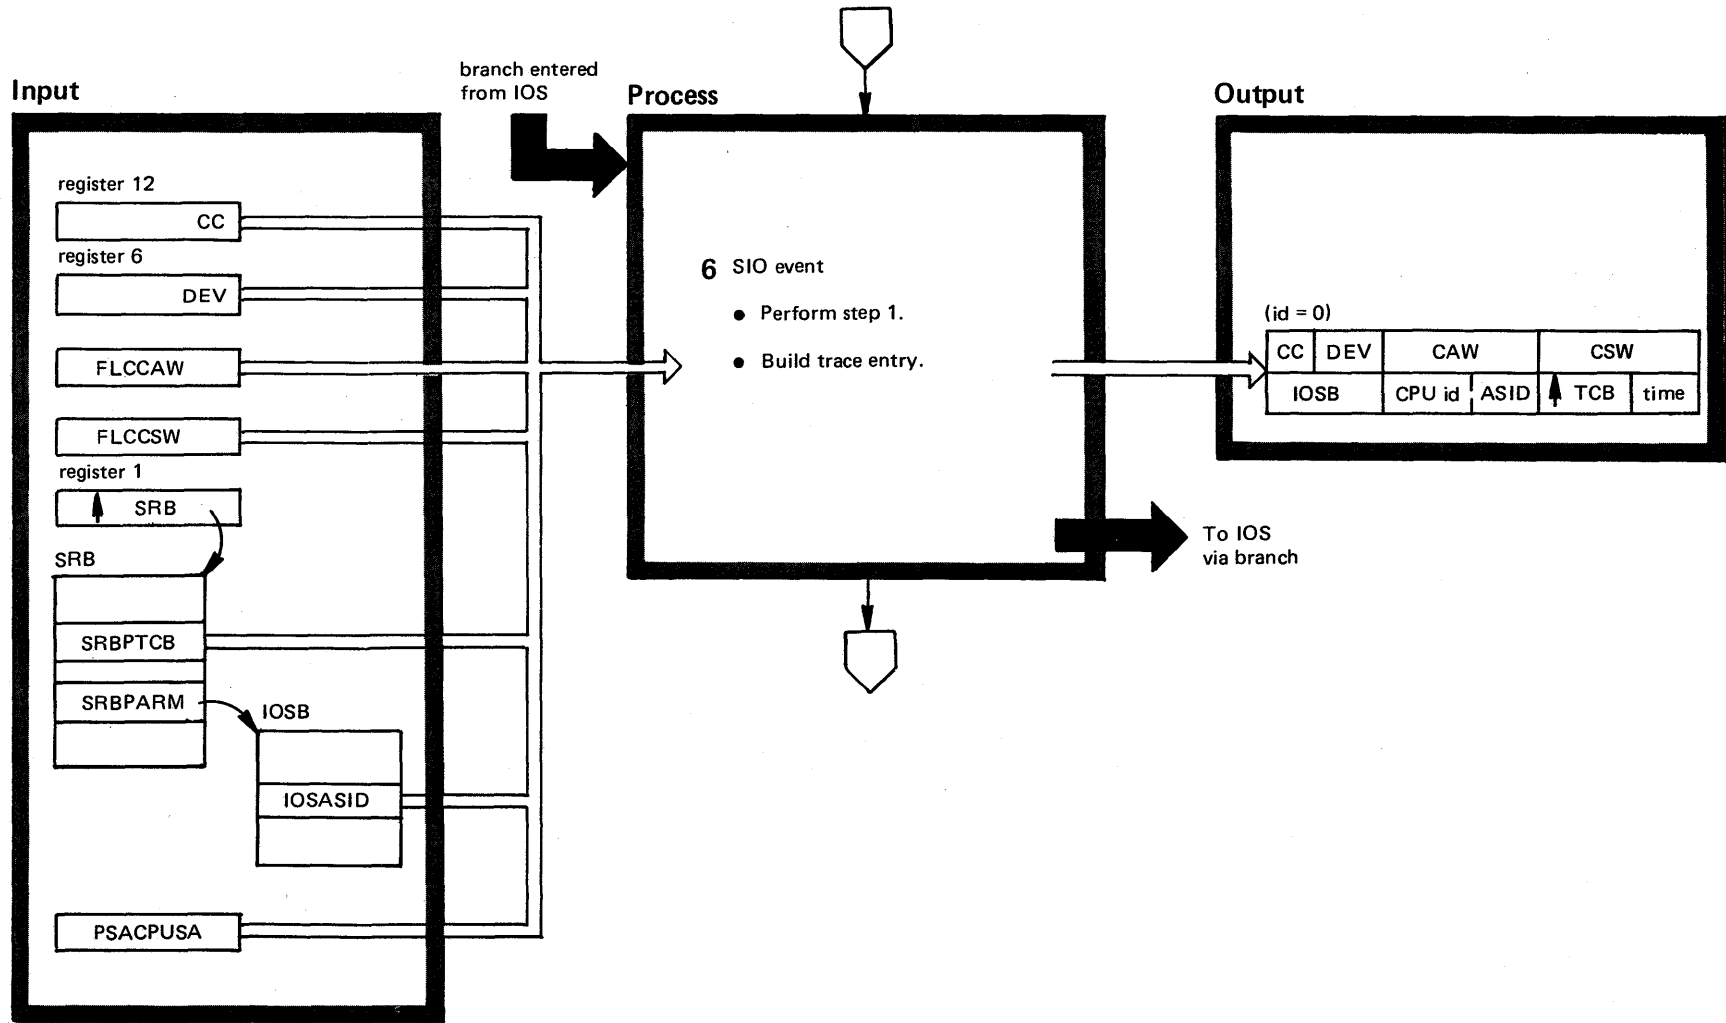 Input
register 12
CC
register 6
DEV
FLCCAW
FLCCSW
register 1
SRB
SRB
SRBPTCB
SRBPARM
IOSB
IOSASID
PSACPUSA
branch entered
from IOS
Process
6 SIO event
• Perform step 1.
• Build trace entry.
To IOS
via branch
Output
(id = 0)
CC DEV CAW CSW
IOSB CPU id ASID TCB time